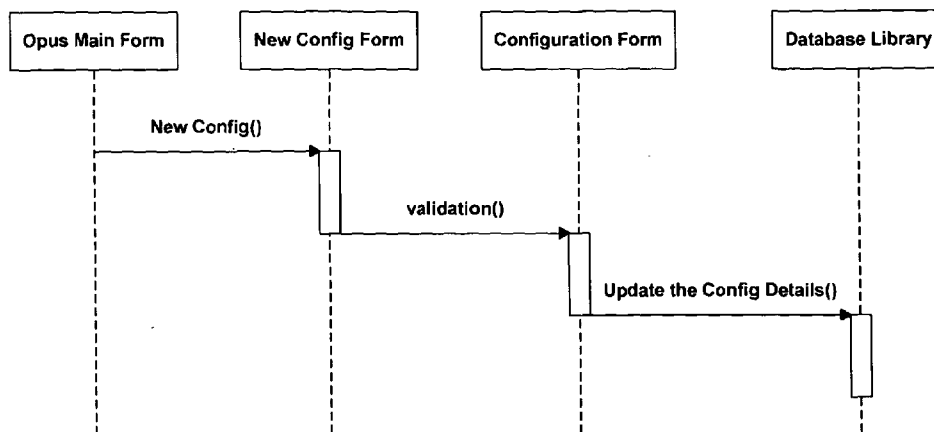 Opus Main Form
New Config Form
Configuration Form
Database Library
New Config()
validation()
Update the Config Details()